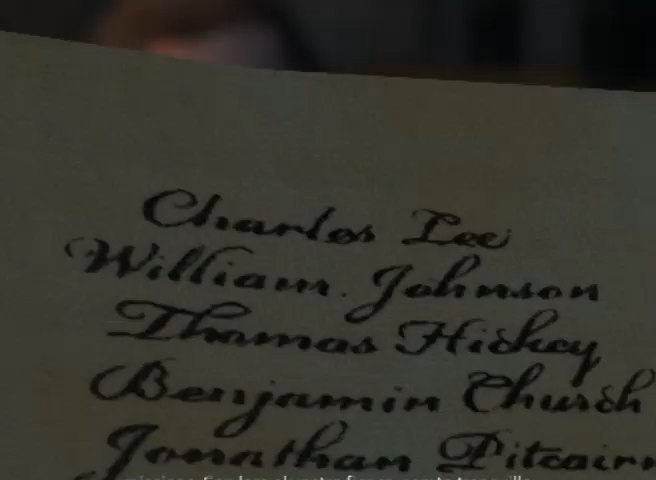 Charles Lee
William Johnson
Thomas Hickey
Benjamin Church
Jonathan Pitcairn